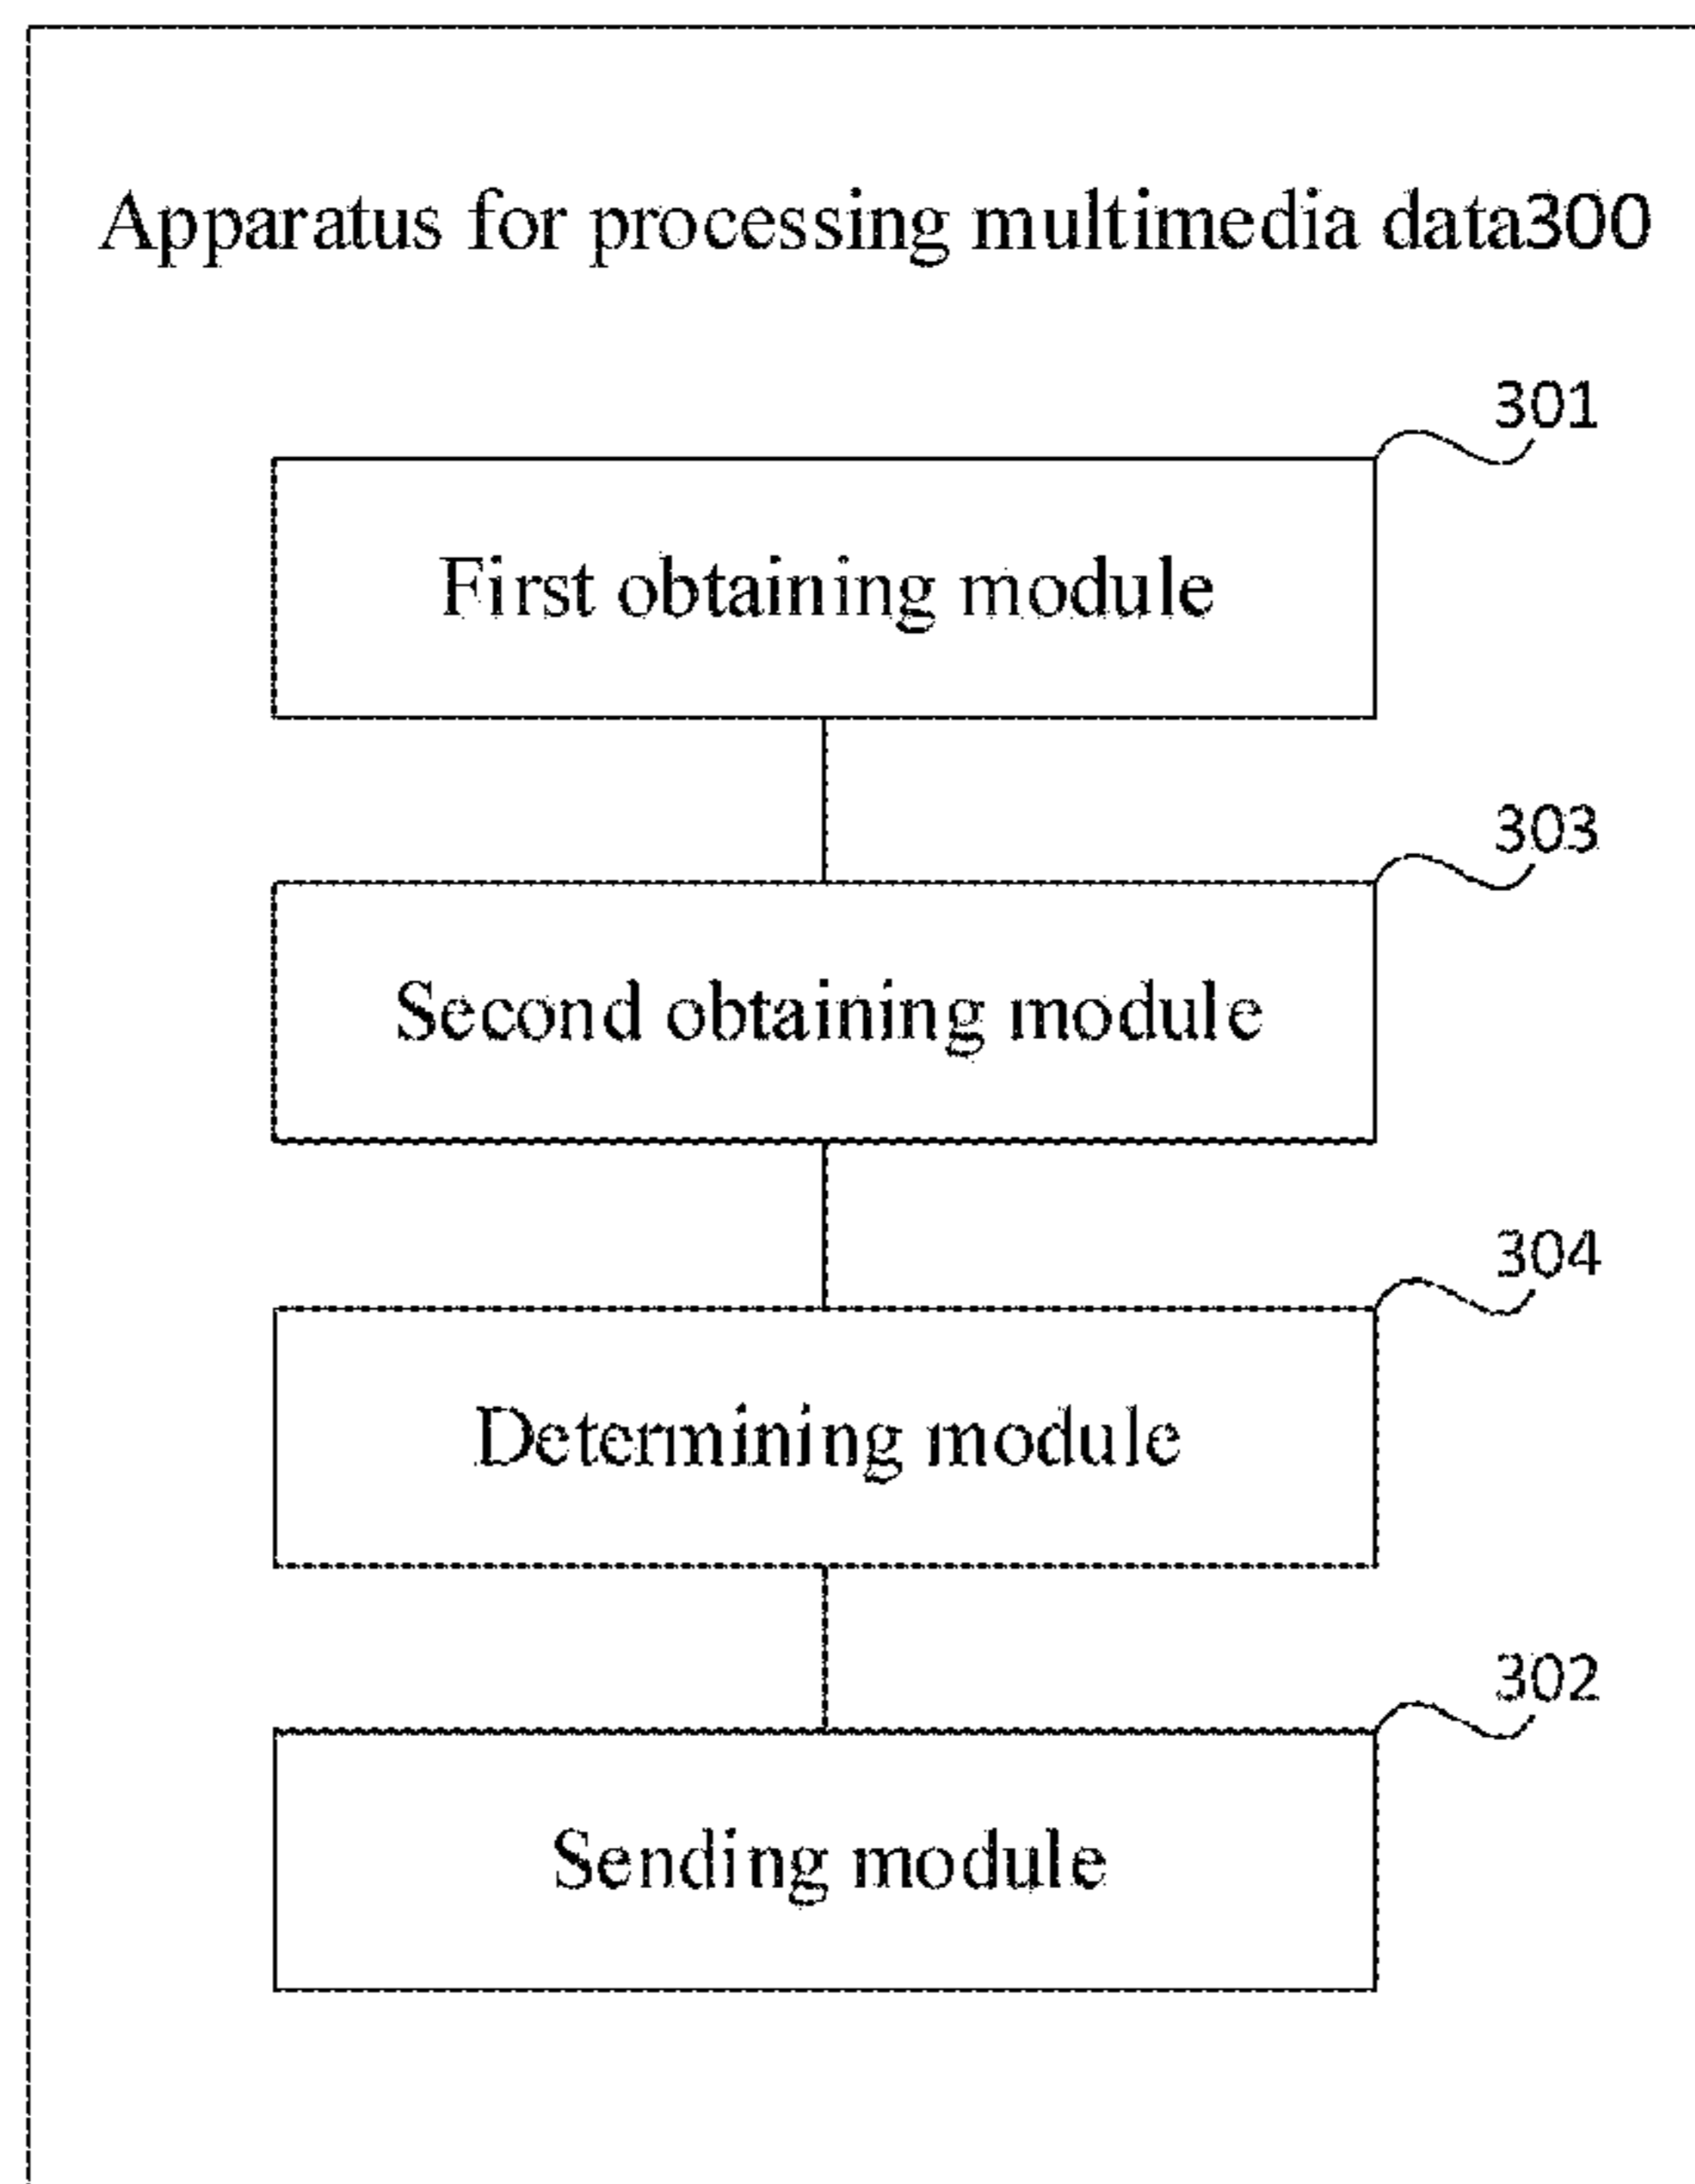 Apparatus for processing multimedia data300
301
First obtaining module
303
Second obtaining module
304
Determining module
302
Sending module